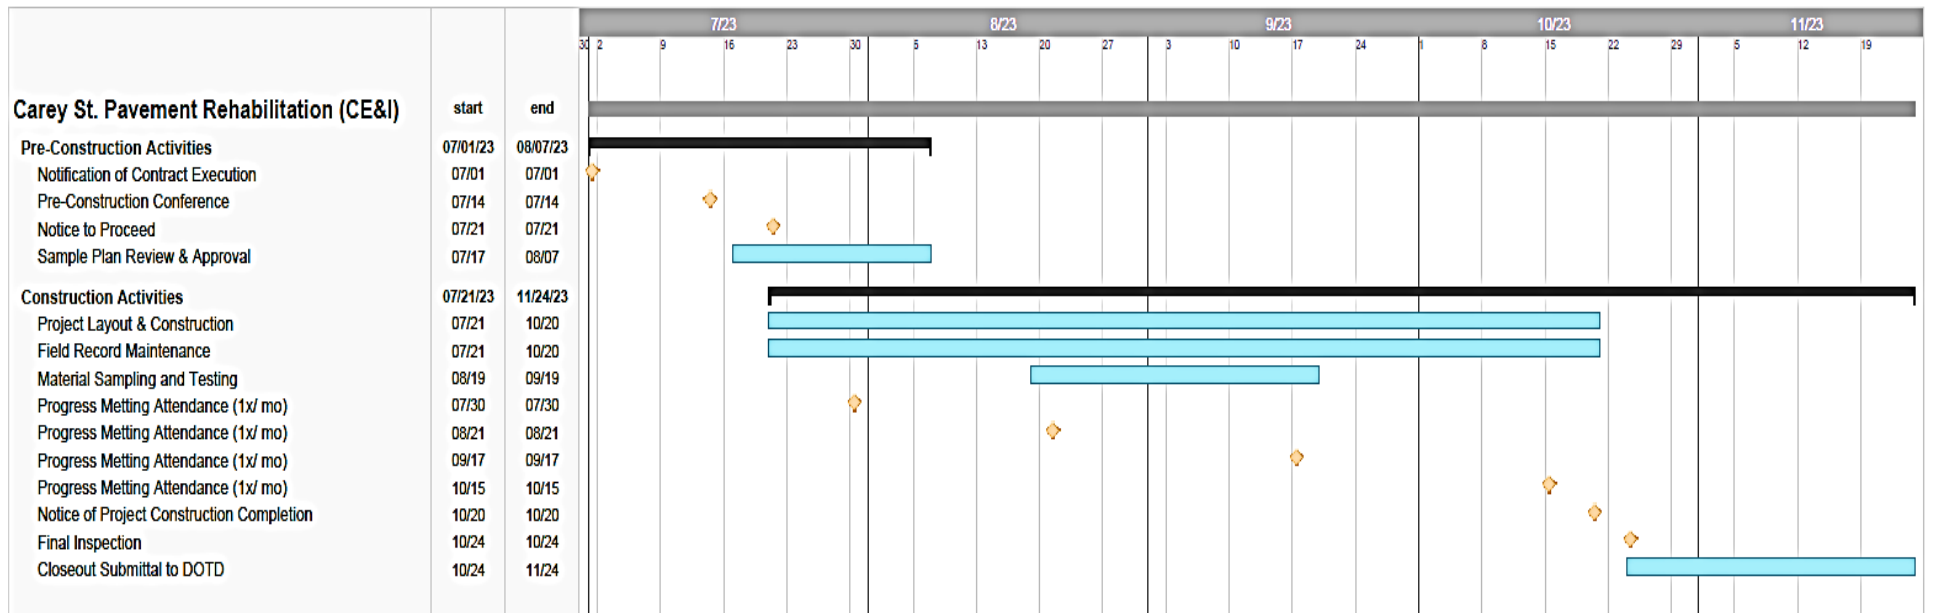 7/23 8/23 9/23 10/23 11/23
30 2 9 16 23 30 5 13 20 27 3 10 17 24 1 8 15 22 29 5 12 19
Carey St. Pavement Rehabilitation (CE&I) start end
Pre-Construction Activities 07/01/23 08/07/23
Notification of Contract Execution 07/01 07/01
Pre-Construction Conference 07/14 07/14
Notice to Proceed 07/21 07/21
Sample Plan Review & Approval 07/17 08/07
Construction Activities 07/21/23 11/24/23
Project Layout & Construction 07/21 10/20
Field Record Maintenance 07/21 10/20
Material Sampling and Testing 08/19 09/19
Progress Metting Attendance (1x/ mo) 07/30 07/30
Progress Metting Attendance (1x/ mo) 08/21 08/21
Progress Metting Attendance (1x/ mo) 09/17 09/17
Progress Metting Attendance (1x/ mo) 10/15 10/15
Notice of Project Construction Completion 10/20 10/20
Final Inspection 10/24 10/24
Closeout Submittal to DOTD 10/24 11/24